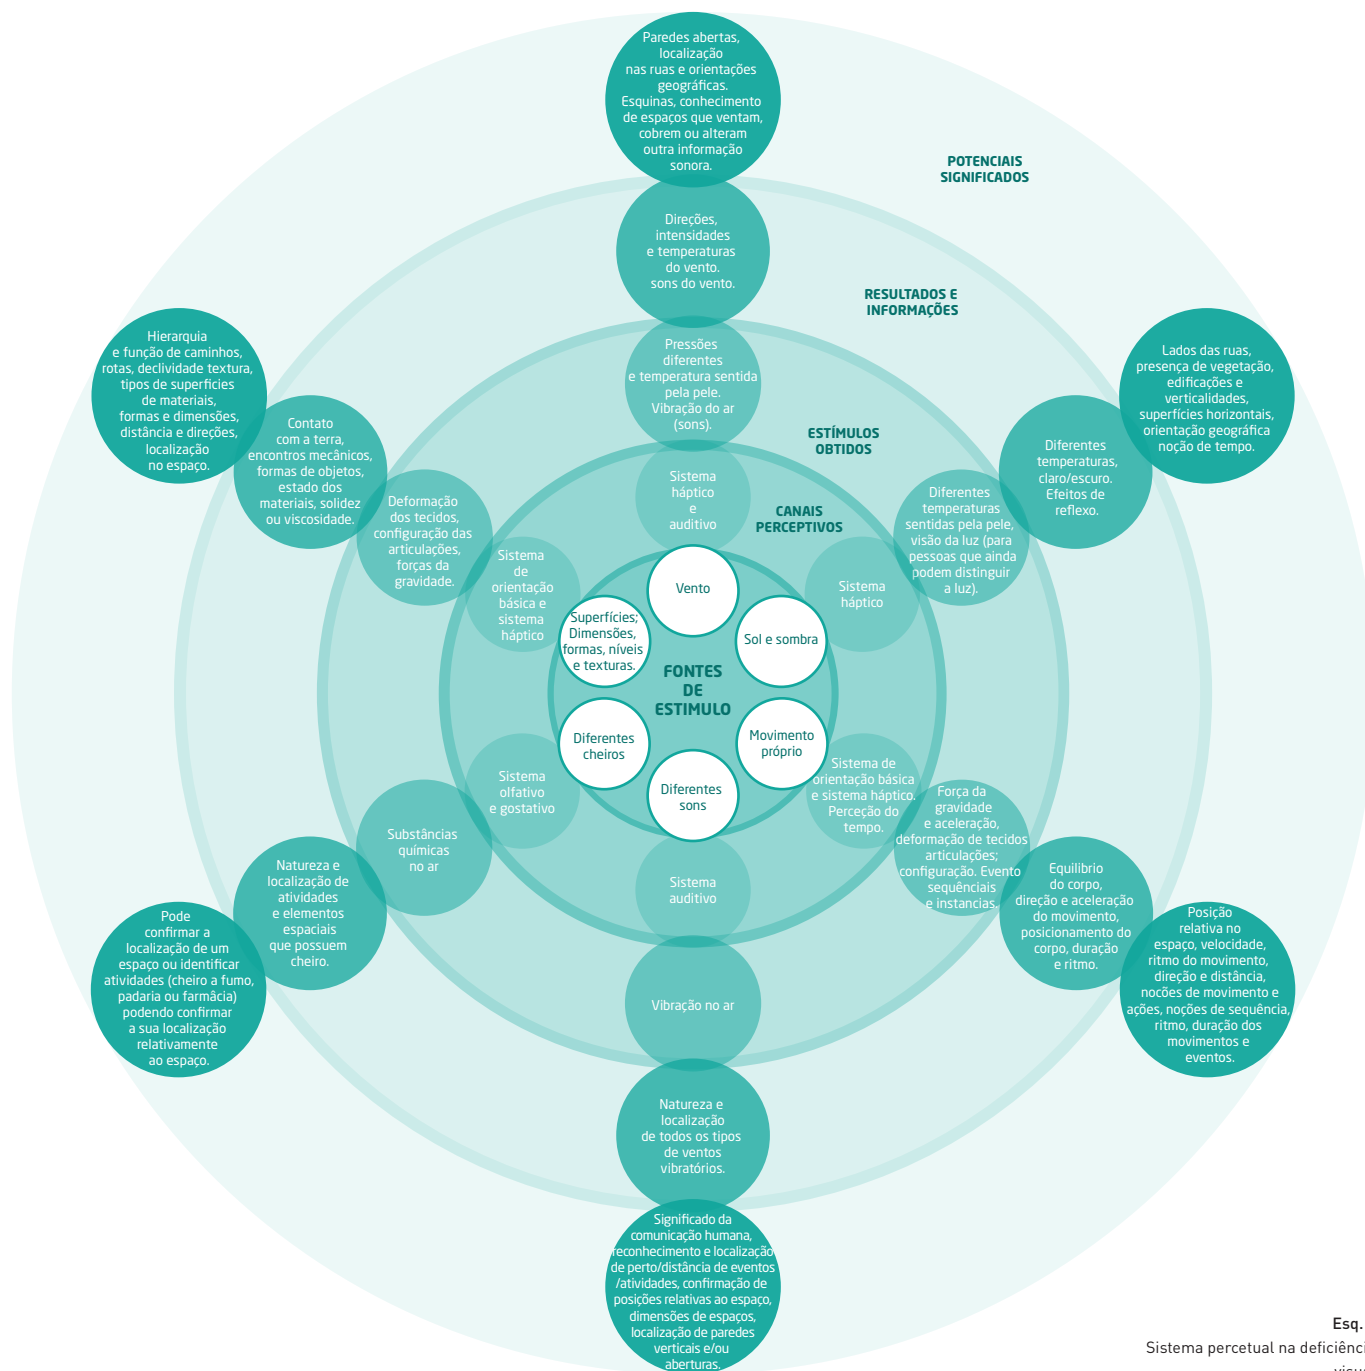 Paredes abertas,
localização
nas ruas e orientações
geográficas.
Esquinas, conhecimento
de espaços que ventam,
cobrem ou alteram
outra informação
sonora.
POTENCIAIS
SIGNIFICADOS
Direções,
intensidades
e temperaturas
do vento.
sons do vento.
RESULTADOS E
INFORMAÇÕES
Pressões
diferentes
e temperatura sentida
pela pele.
Vibração do ar
(sons).
ESTÍMULOS
OBTIDOS
Sistema
háptico
e
auditivo
CANAIS
PERCEPTIVOS
Hierarquia
e função de caminhos,
rotas, declividade textura,
tipos de superficies
de materiais,
formas e dimensões,
distância e direções,
localização
no espaço.
Contato
com a terra,
encontros mecânicos,
formas de objetos,
estado dos
materiais, solidez
ou viscosidade.
Deformação
dos tecidos,
configuração das
articulações,
forças da
gravidade.
Sistema
de
orientação
básica e
sistema
háptico
Superfícies;
Dimensões,
formas, níveis
e texturas.
Vento
Sol e sombra
Sistema
háptico
Diferentes
temperaturas
sentidas pela pele,
visão da luz (para
pessoas que ainda
podem distinguir
a luz).
Diferentes
temperaturas,
claro/escuro.
Efeitos de
reflexo.
Lados das ruas,
presença de vegetação,
edificações e
verticalidades,
superfícies horizontais,
orientação geográfica
noção de tempo.
FONTES
DE
ESTIMULO
Diferentes
cheiros
Diferentes
sons
Movimento
próprio
Sistema
olfativo
e gostativo
Substâncias
químicas
no ar
Natureza e
localização de
atividades
e elementos
espaciais
que possuem
cheiro.
Pode
confirmar a
localização de um
espaço ou identificar
atividades (cheiro a fumo,
padaria ou farmâcia)
podendo confirmar
a sua localização
relativamente
ao espaço.
Sistema de
orientação básica
e sistema háptico.
Perceção do
tempo.
Força da
gravidade
e aceleração,
deformação de tecidos
articulações;
configuração. Evento
sequênciais
e instancias.
Equilibrio
do corpo,
direção e aceleração
do movimento,
posicionamento do
corpo, duração
e ritmo.
Posição
relativa no
espaço, velocidade,
ritmo do movimento,
direção e distância,
nocões de movimento e
ações, noções de sequência,
ritmo, duração dos
movimentos e
eventos.
Sistema
auditivo
Vibração no ar
Natureza e
localização
de todos os tipos
de ventos
vibratórios.
Significado da
comunicação humana,
reconhecimento e localização
de perto/distância de eventos
/atividades, confirmação de
posições relativas ao espaço,
dimensões de espaços,
localização de paredes
verticais e/ou
aberturas.
Esq.
Sistema percetual na deficiênci